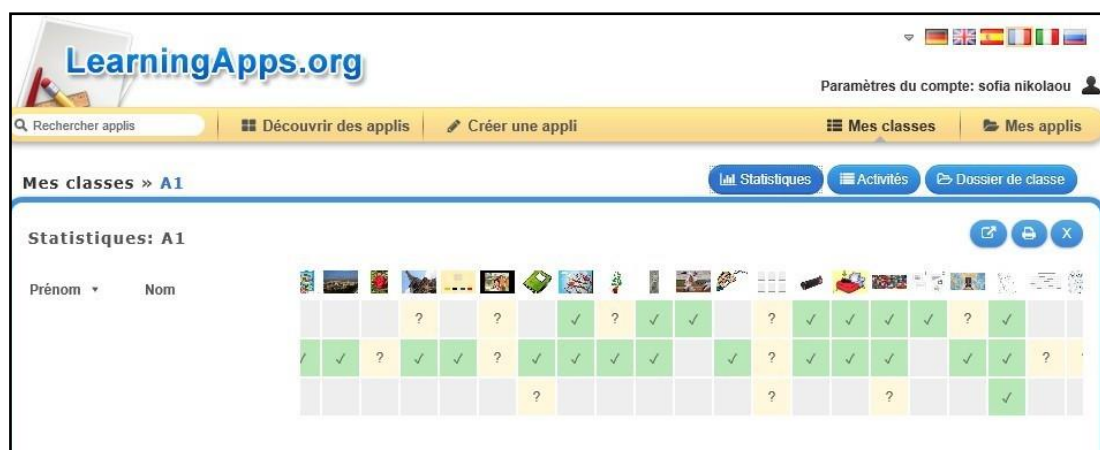 LearningApps.org
Paramètres du compte: sofia nikolaou
Rechercher applis
Découvrir des applis
Créer une appli
Mes classes
Mes applis
Mes classes » A1
Statistiques
Activités
Dossier de classe
Statistiques: A1
X
Prénom
Nom
? ? ✓ ? ✓ ✓ ? ✓ ✓ ✓ ✓ ? ✓
✓ ✓ ? ✓ ✓ ? ✓ ✓ ✓ ✓ ✓ ? ✓ ✓ ✓ ✓ ✓ ?
? ? ? ✓